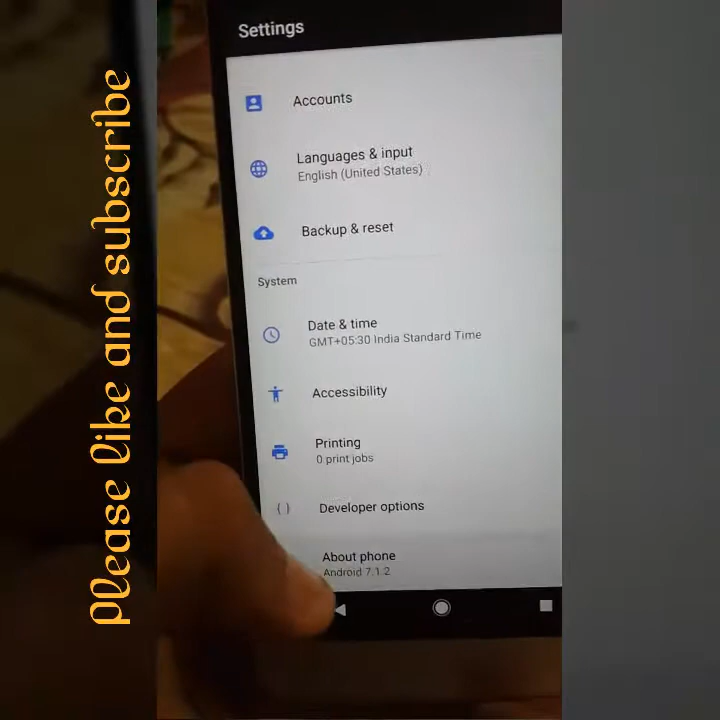 Please like and subscribe
Settings
Accounts
Languages & input
English (United States)
Backup & reset
System
Date & time
GMT+05:30 India Standard Time
Accessibility
Printing
0 print jobs
Developer options
About phone
Android 7.1.2